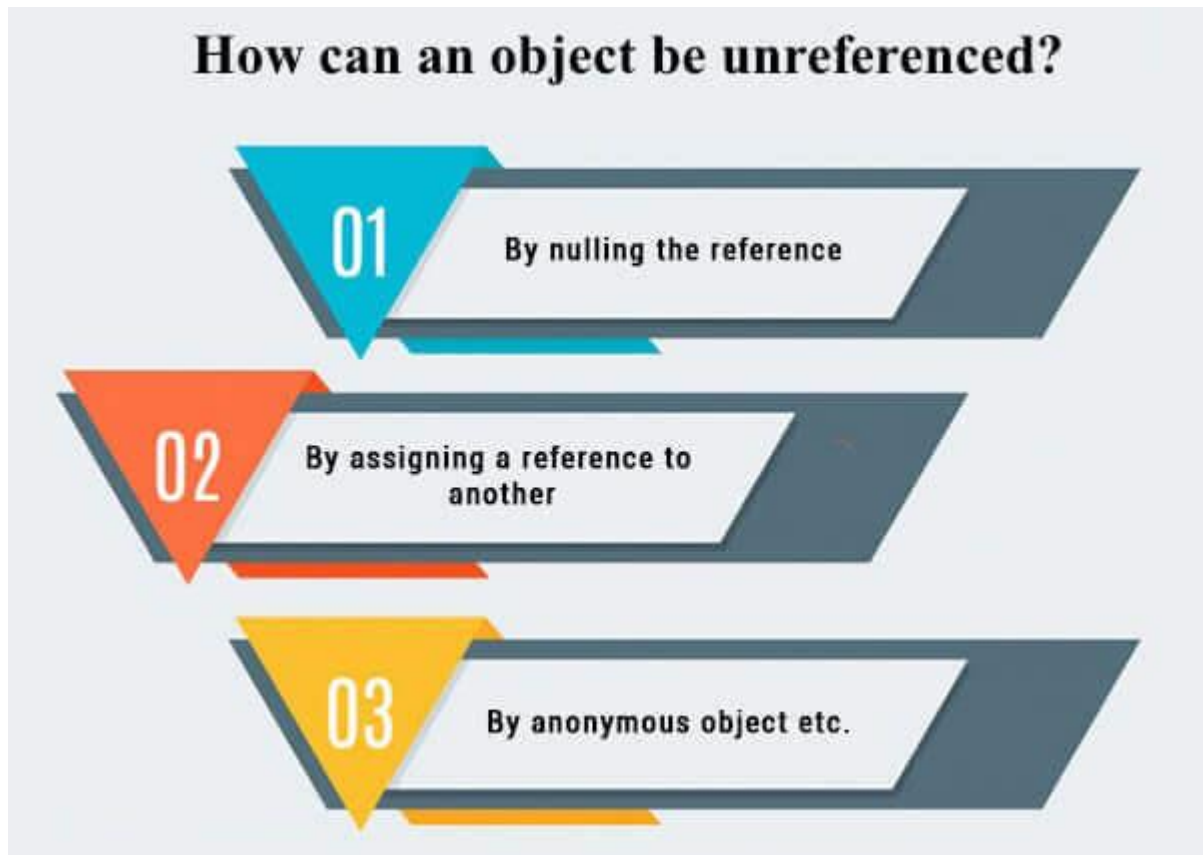 How can an object be unreferenced?
01
By nulling the reference
02
By assigning a reference to
another
03
By anonymous object etc.